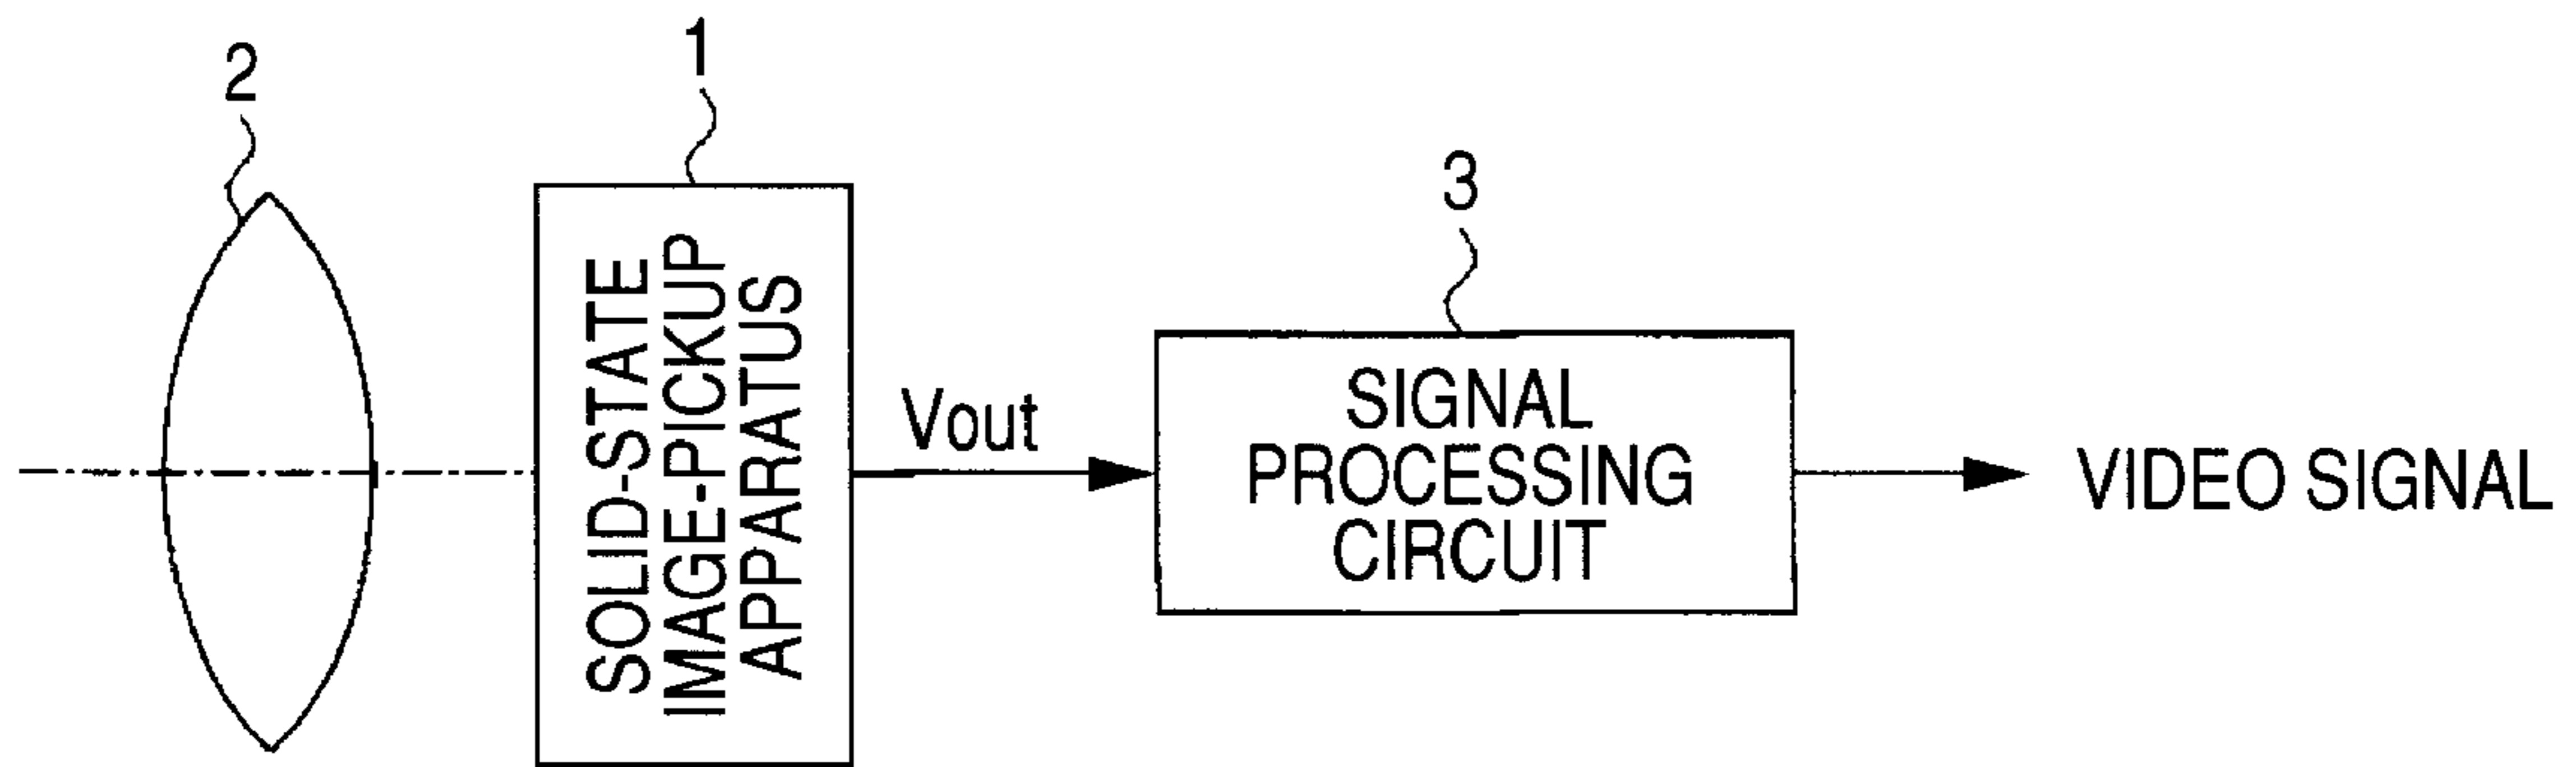 2
1
3
SOLID-STATE
IMAGE-PICKUP
APPARATUS
Vout
SIGNAL
PROCESSING
CIRCUIT
VIDEO SIGNAL